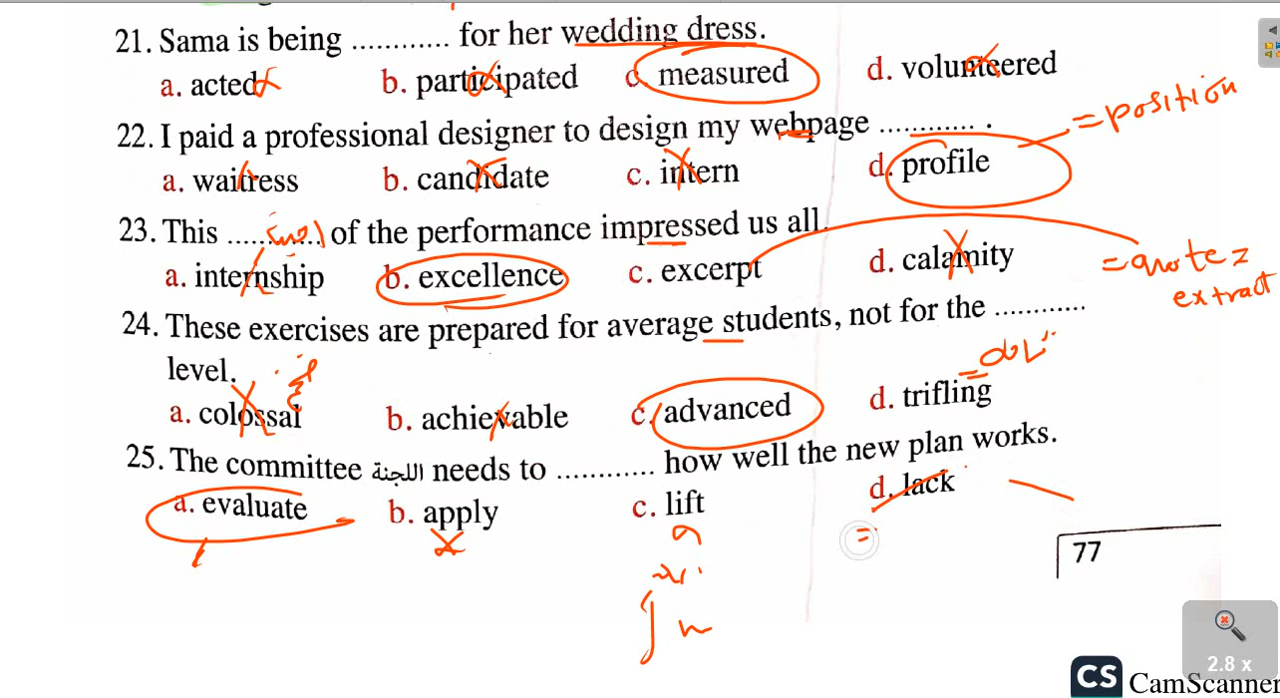 21. Sama is being ............ for her wedding dress.
a. acted b. participated c. measured d. volunteered
= position
22. I paid a professional designer to design my webpage ............ .
a. waitress b. candidate c. intern d. profile
23. This ............ of the performance impressed us all.
a. internship b. excellence c. excerpt d. calamity
= quote =
extract
24. These exercises are prepared for average students, not for the ............
level.
a. colossal b. achievable c. advanced d. trifling
25. The committee اللجنة needs to ............ how well the new plan works.
a. evaluate b. apply c. lift d. lack
77
2.8 x
CS CamScanner